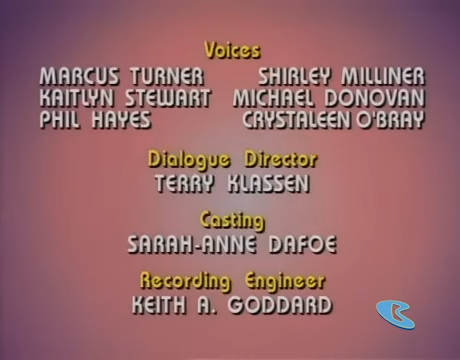 Voices
MARCUS TURNER SHIRLEY MILLINER
KAITLYN STEWART MICHAEL DONOVAN
PHIL HAYES CRYSTALEEN O'BRAY
Dialogue Director
TERRY KLASSEN
Casting
SARAH-ANNE DAFOE
Recording Engineer
KEITH A. GODDARD